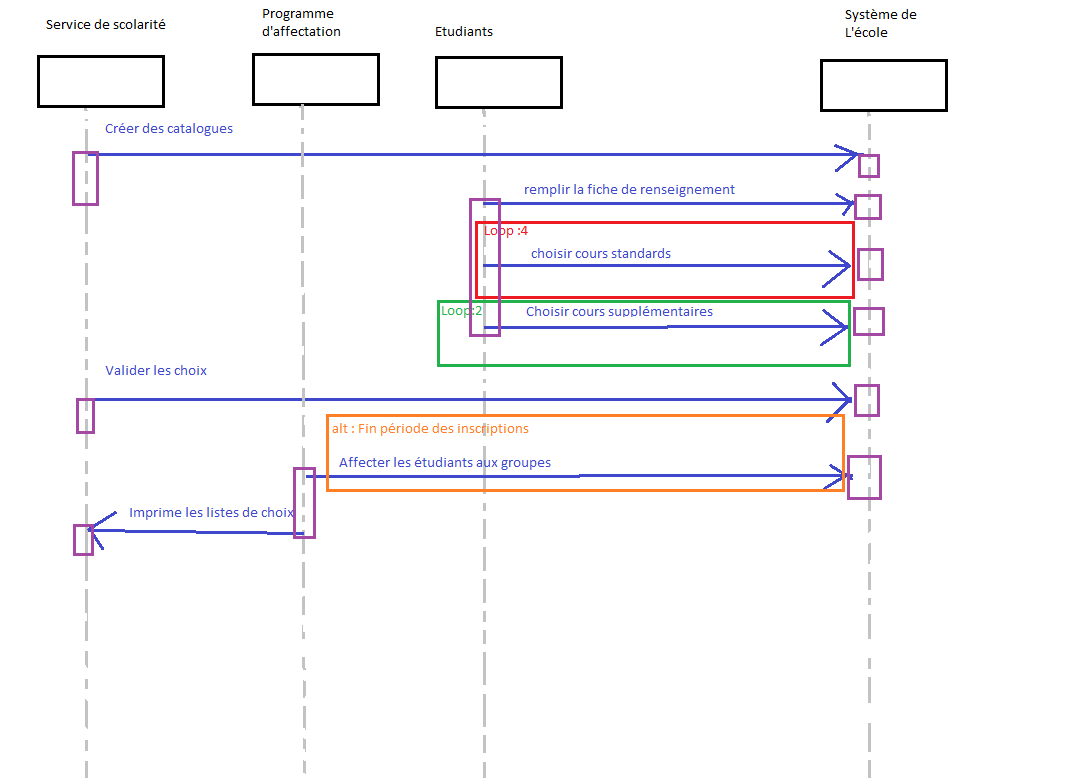 Service de scolarité
Programme
d'affectation
Etudiants
Système de
L'école
Créer des catalogues
remplir la fiche de renseignement
Loop :4
choisir cours standards
Loop:2
Choisir cours supplémentaires
Valider les choix
alt : Fin période des inscriptions
Affecter les étudiants aux groupes
Imprime les listes de choix